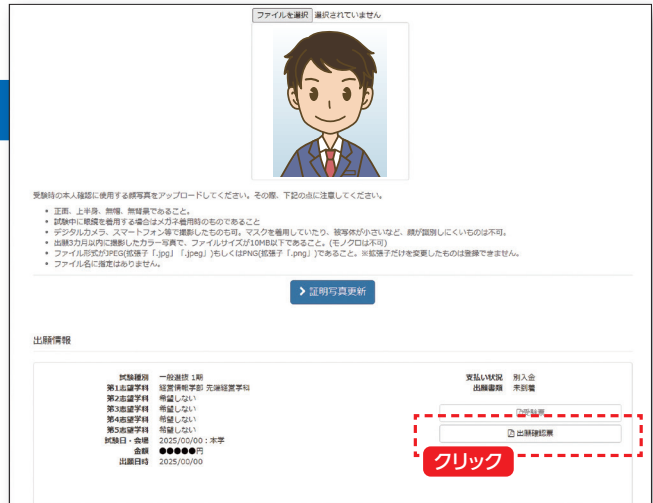 ファイルを選択 選択されていません
受験時の本人確認に使用する顔写真をアップロードしてください。その際、下記の点に注意してください。
• 正面、上半身、無帽、無背景であること。
• 試験中に眼鏡を着用する場合はメガネ着用時のものであること
• デジタルカメラ、スマートフォン等で撮影したものも可。マスクを着用していたり、被写体が小さいなど、顔が識別しにくいものは不可。
• 出願3カ月以内に撮影したカラー写真で、ファイルサイズが10MB以下であること。(モノクロは不可)
• ファイル形式がJPEG(拡張子「.jpg」「.jpeg」)もしくはPNG(拡張子「.png」)であること。※拡張子だけを変更したものは登録できません。
• ファイル名に指定はありません。
証明写真更新
出願情報
試験種別 一般選抜 1期
第1志望学科 経営情報学部 先端経営学科
第2志望学科 希望しない
第3志望学科 希望しない
第4志望学科 希望しない
第5志望学科 希望しない
試験日・会場 2025/00/00:本学
金額 ●●●●●円
出願日時 2025/00/00
支払い状況 別入金
出願書類 未到着
受験票
出願確認票
クリック